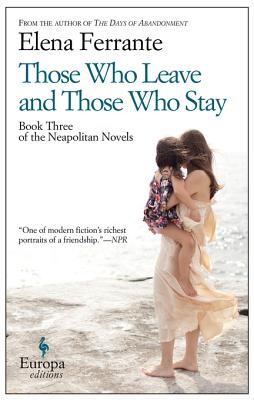 FROM THE AUTHOR OF THE DAYS OF ABANDONMENT
Elena Ferrante
Those Who Leave
and Those Who Stay
Book Three
of the Neapolitan Novels
“One of modern fiction’s richest
portraits of a friendship.”—NPR
Europa
editions